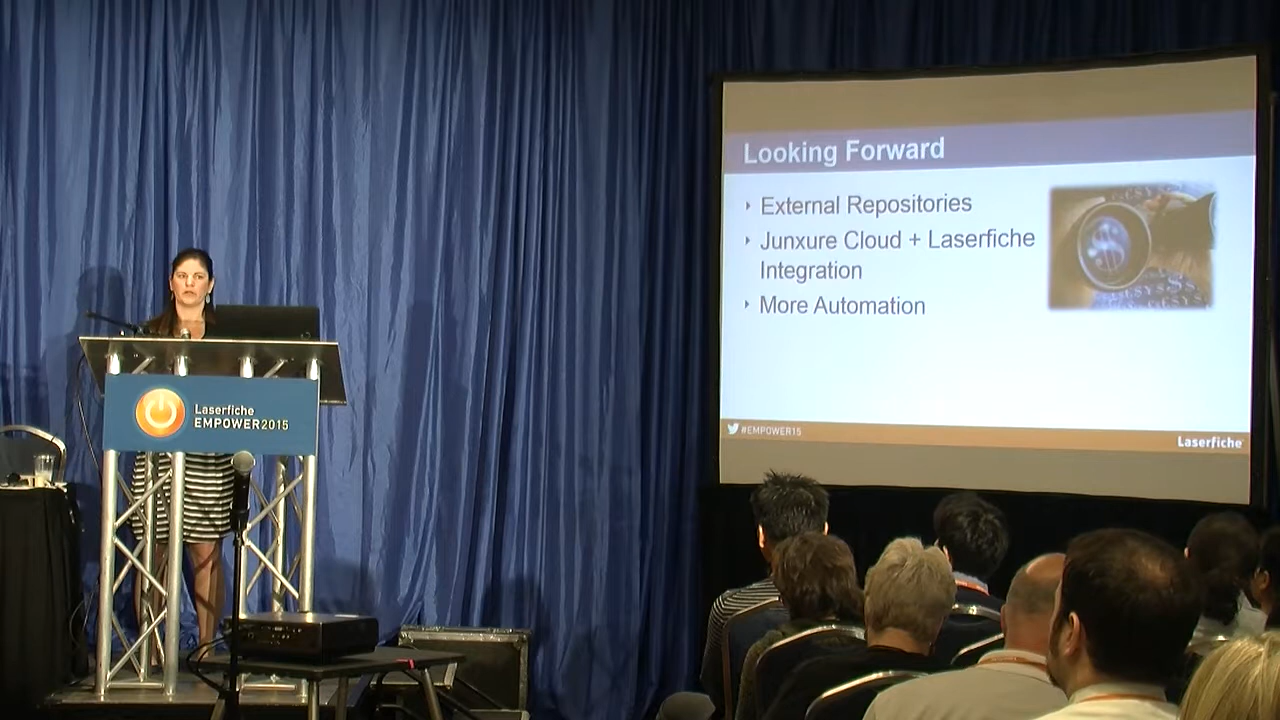 Looking Forward
External Repositories
Junxure Cloud + Laserfiche
Integration
More Automation
#EMPOWER15
Laserfiche
Laserfiche
EMPOWER2015